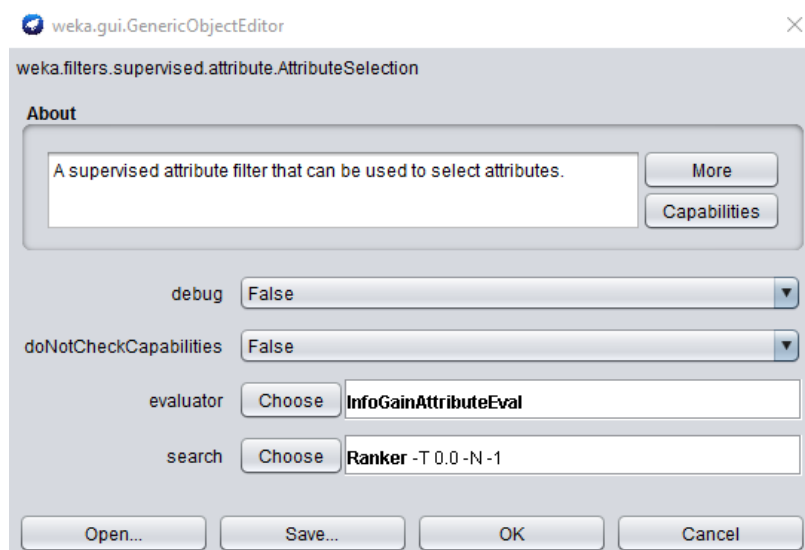 weka.gui.GenericObjectEditor
weka.filters.supervised.attribute.AttributeSelection
About
A supervised attribute filter that can be used to select attributes.
More
Capabilities
debug False
doNotCheckCapabilities False
evaluator Choose InfoGainAttributeEval
search Choose Ranker -T 0.0 -N -1
Open... Save... OK Cancel